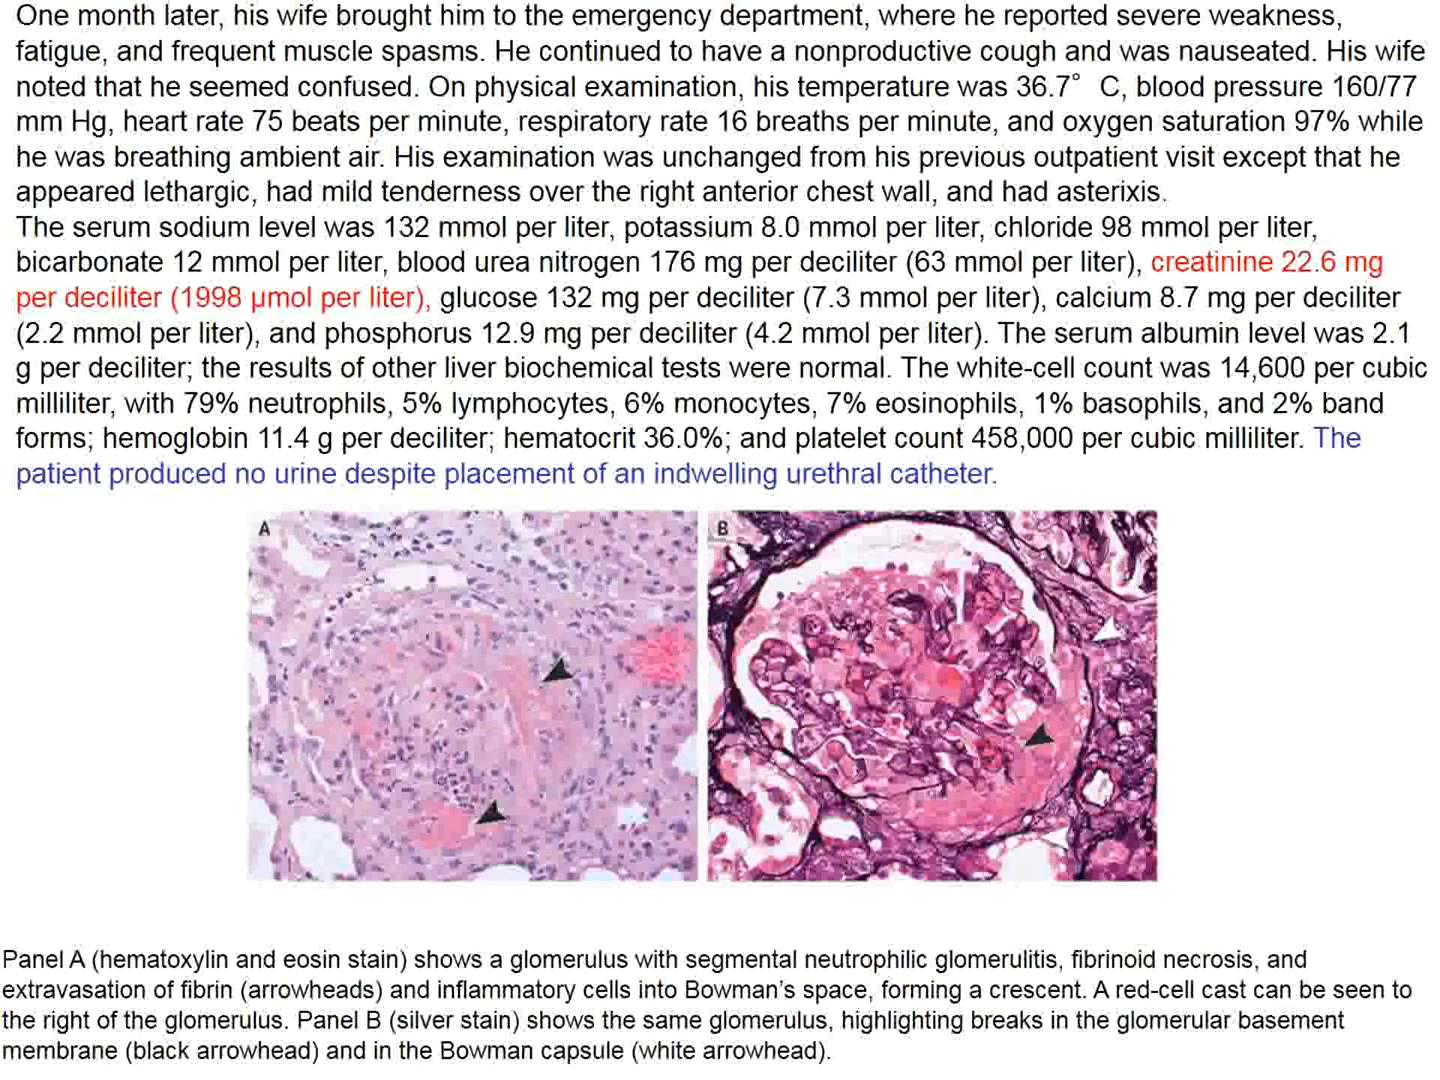 One month later, his wife brought him to the emergency department, where he reported severe weakness,
fatigue, and frequent muscle spasms. He continued to have a nonproductive cough and was nauseated. His wife
noted that he seemed confused. On physical examination, his temperature was 36.7° C, blood pressure 160/77
mm Hg, heart rate 75 beats per minute, respiratory rate 16 breaths per minute, and oxygen saturation 97% while
he was breathing ambient air. His examination was unchanged from his previous outpatient visit except that he
appeared lethargic, had mild tenderness over the right anterior chest wall, and had asterixis.
The serum sodium level was 132 mmol per liter, potassium 8.0 mmol per liter, chloride 98 mmol per liter,
bicarbonate 12 mmol per liter, blood urea nitrogen 176 mg per deciliter (63 mmol per liter), creatinine 22.6 mg
per deciliter (1998 µmol per liter), glucose 132 mg per deciliter (7.3 mmol per liter), calcium 8.7 mg per deciliter
(2.2 mmol per liter), and phosphorus 12.9 mg per deciliter (4.2 mmol per liter). The serum albumin level was 2.1
g per deciliter; the results of other liver biochemical tests were normal. The white-cell count was 14,600 per cubic
milliliter, with 79% neutrophils, 5% lymphocytes, 6% monocytes, 7% eosinophils, 1% basophils, and 2% band
forms; hemoglobin 11.4 g per deciliter; hematocrit 36.0%; and platelet count 458,000 per cubic milliliter. The
patient produced no urine despite placement of an indwelling urethral catheter.
A
B
Panel A (hematoxylin and eosin stain) shows a glomerulus with segmental neutrophilic glomerulitis, fibrinoid necrosis, and
extravasation of fibrin (arrowheads) and inflammatory cells into Bowman's space, forming a crescent. A red-cell cast can be seen to
the right of the glomerulus. Panel B (silver stain) shows the same glomerulus, highlighting breaks in the glomerular basement
membrane (black arrowhead) and in the Bowman capsule (white arrowhead).